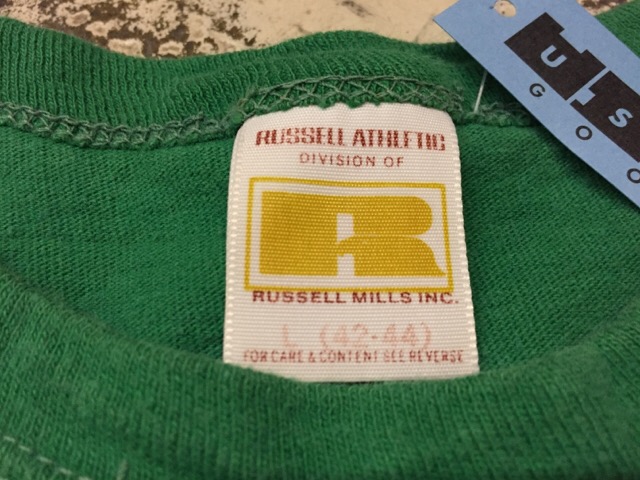 RUSSELL ATHLETIC
DIVISION OF
R
RUSSELL MILLS INC.
L (42-44)
FOR CARE & CONTENT SEE REVERSE
U.S
GOO